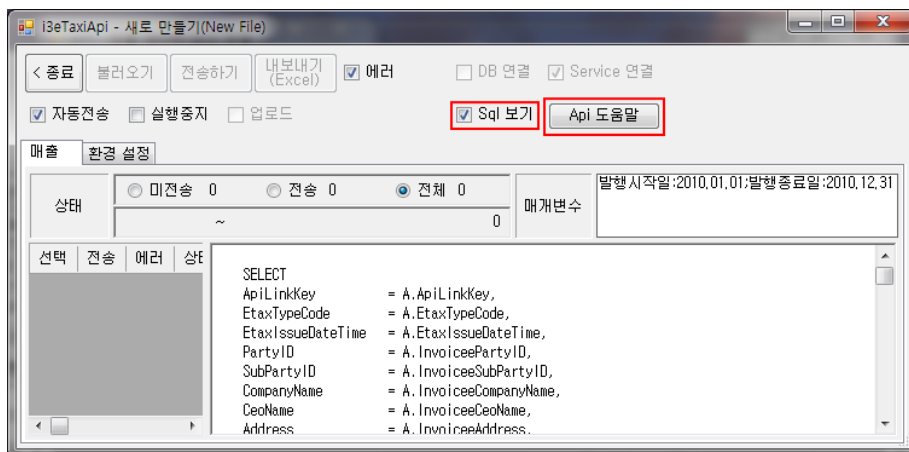 i3eTaxiApi - 새로 만들기(New File)
< 종료 불러오기 전송하기 내보내기 (Excel) 에러 DB 연결 Service 연결
자동전송 실행중지 업로드 Sql 보기 Api 도움말
매출 환경 설정
상태 미전송 0 전송 0 전체 0 매개변수 발행시작일:2010.01.01;발행종료일:2010.12.31
~ 0
선택 전송 에러 상태
SELECT
ApiLinkKey = A.ApiLinkKey,
EtaxTypeCode = A.EtaxTypeCode,
EtaxIssueDateTime = A.EtaxIssueDateTime,
PartyID = A.InvoiceePartyID,
SubPartyID = A.InvoiceeSubPartyID,
CompanyName = A.InvoiceeCompanyName,
CeoName = A.InvoiceeCeoName,
Address = A.InvoiceeAddress,